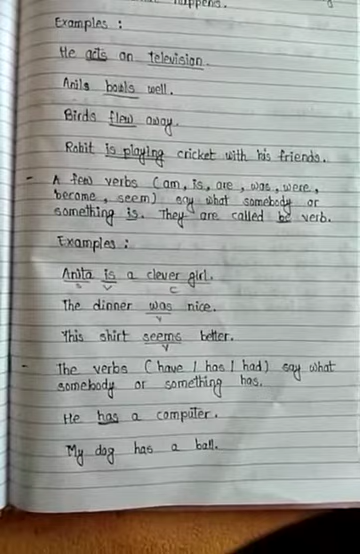 happens.
Examples :
He acts on television.
Anila bowls well.
Birds flew away.
Rohit is playing cricket with his friends.
- A few verbs (am, is, are, was, were,
become, seem) say what somebody or
something is. They are called be verb.
Examples :
Anita is a clever girl.
S V C
The dinner was nice.
V
This shirt seems better.
V
- The verbs (have / has / had) say what
somebody or something has.
He has a computer.
My dog has a ball.